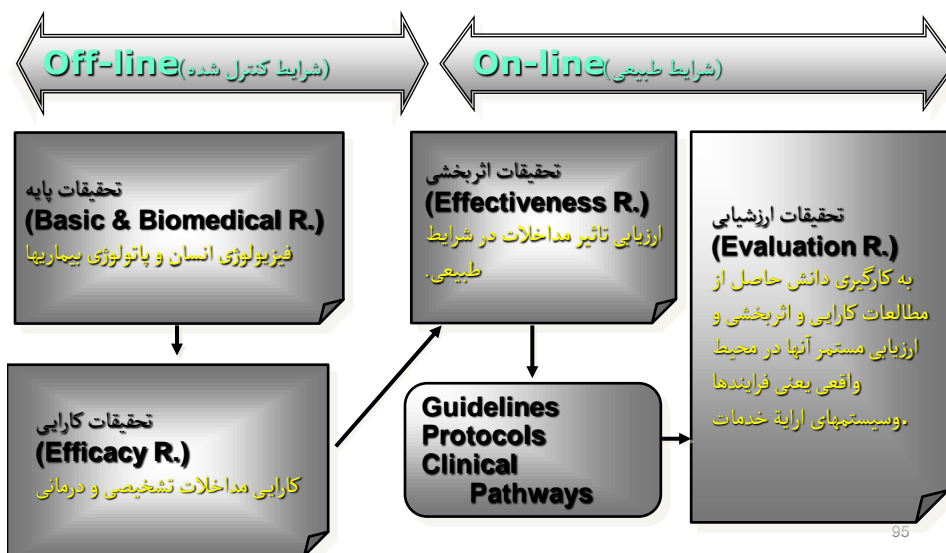 Off-line(شرایط کنترل شده)
On-line(شرایط طبیعی)
تحقیقات پایه
(Basic & Biomedical R.)
فیزیولوژی انسان و پاتولوژی بیماریها
تحقیقات کارایی
(Efficacy R.)
کارایی مداخلات تشخیصی و درمانی
تحقیقات اثربخشی
(Effectiveness R.)
ارزیابی تاثیر مداخلات در شرایط
طبیعی.
Guidelines
Protocols
Clinical
Pathways
تحقیقات ارزشیابی
(Evaluation R.)
به کارگیری دانش حاصل از
مطالعات کارایی و اثربخشی و
ارزیابی مستمر آنها در محیط
واقعی یعنی فرایندها
وسیستمهای ارایة خدمات.
95